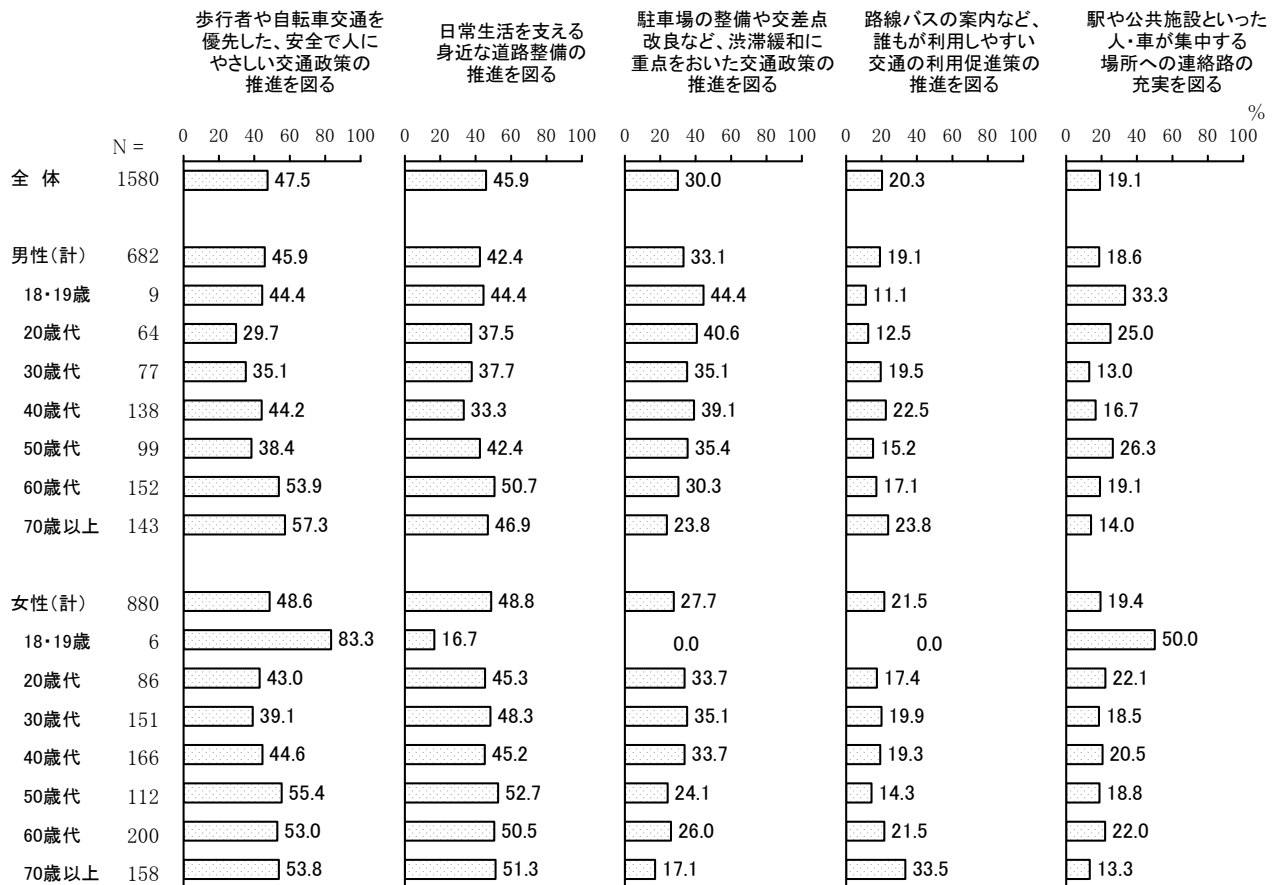 歩行者や自転車交通を
優先した、安全で人に
やさしい交通政策の
推進を図る
日常生活を支える
身近な道路整備の
推進を図る
駐車場の整備や交差点
改良など、渋滞緩和に
重点をおいた交通政策の
推進を図る
路線バスの案内など、
誰もが利用しやすい
交通の利用促進策の
推進を図る
駅や公共施設といった
人・車が集中する
場所への連絡路の
充実を図る
%
N = 0 20 40 60 80 100 0 20 40 60 80 100 0 20 40 60 80 100 0 20 40 60 80 100 0 20 40 60 80 100
全 体 1580 47.5 45.9 30.0 20.3 19.1
男性(計) 682 45.9 42.4 33.1 19.1 18.6
18・19歳 9 44.4 44.4 44.4 11.1 33.3
20歳代 64 29.7 37.5 40.6 12.5 25.0
30歳代 77 35.1 37.7 35.1 19.5 13.0
40歳代 138 44.2 33.3 39.1 22.5 16.7
50歳代 99 38.4 42.4 35.4 15.2 26.3
60歳代 152 53.9 50.7 30.3 17.1 19.1
70歳以上 143 57.3 46.9 23.8 23.8 14.0
女性(計) 880 48.6 48.8 27.7 21.5 19.4
18・19歳 6 83.3 16.7 0.0 0.0 50.0
20歳代 86 43.0 45.3 33.7 17.4 22.1
30歳代 151 39.1 48.3 35.1 19.9 18.5
40歳代 166 44.6 45.2 33.7 19.3 20.5
50歳代 112 55.4 52.7 24.1 14.3 18.8
60歳代 200 53.0 50.5 26.0 21.5 22.0
70歳以上 158 53.8 51.3 17.1 33.5 13.3